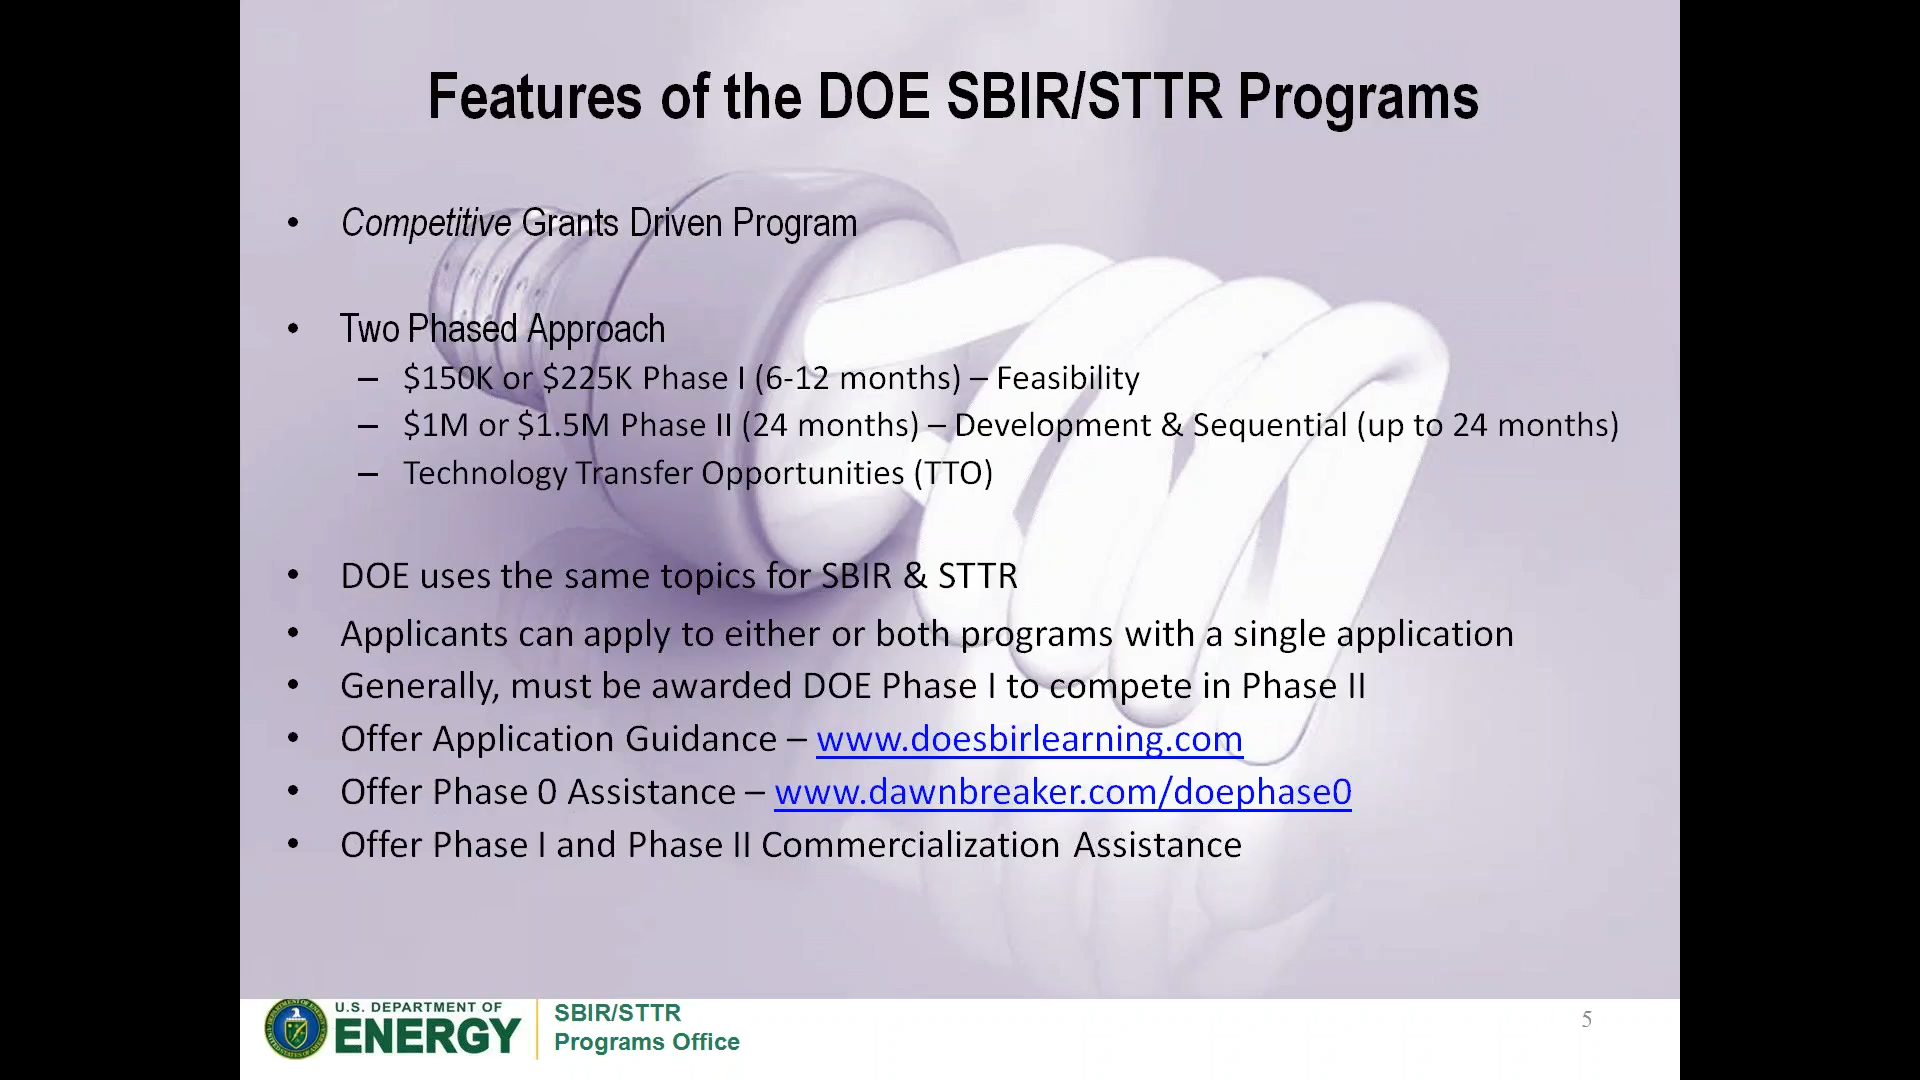 Features of the DOE SBIR/STTR Programs
• Competitive Grants Driven Program
• Two Phased Approach
– $150K or $225K Phase I (6-12 months) – Feasibility
– $1M or $1.5M Phase II (24 months) – Development & Sequential (up to 24 months)
– Technology Transfer Opportunities (TTO)
• DOE uses the same topics for SBIR & STTR
• Applicants can apply to either or both programs with a single application
• Generally, must be awarded DOE Phase I to compete in Phase II
• Offer Application Guidance – www.doesbirlearning.com
• Offer Phase 0 Assistance – www.dawnbreaker.com/doephase0
• Offer Phase I and Phase II Commercialization Assistance
U.S. DEPARTMENT OF
ENERGY
SBIR/STTR
Programs Office
5